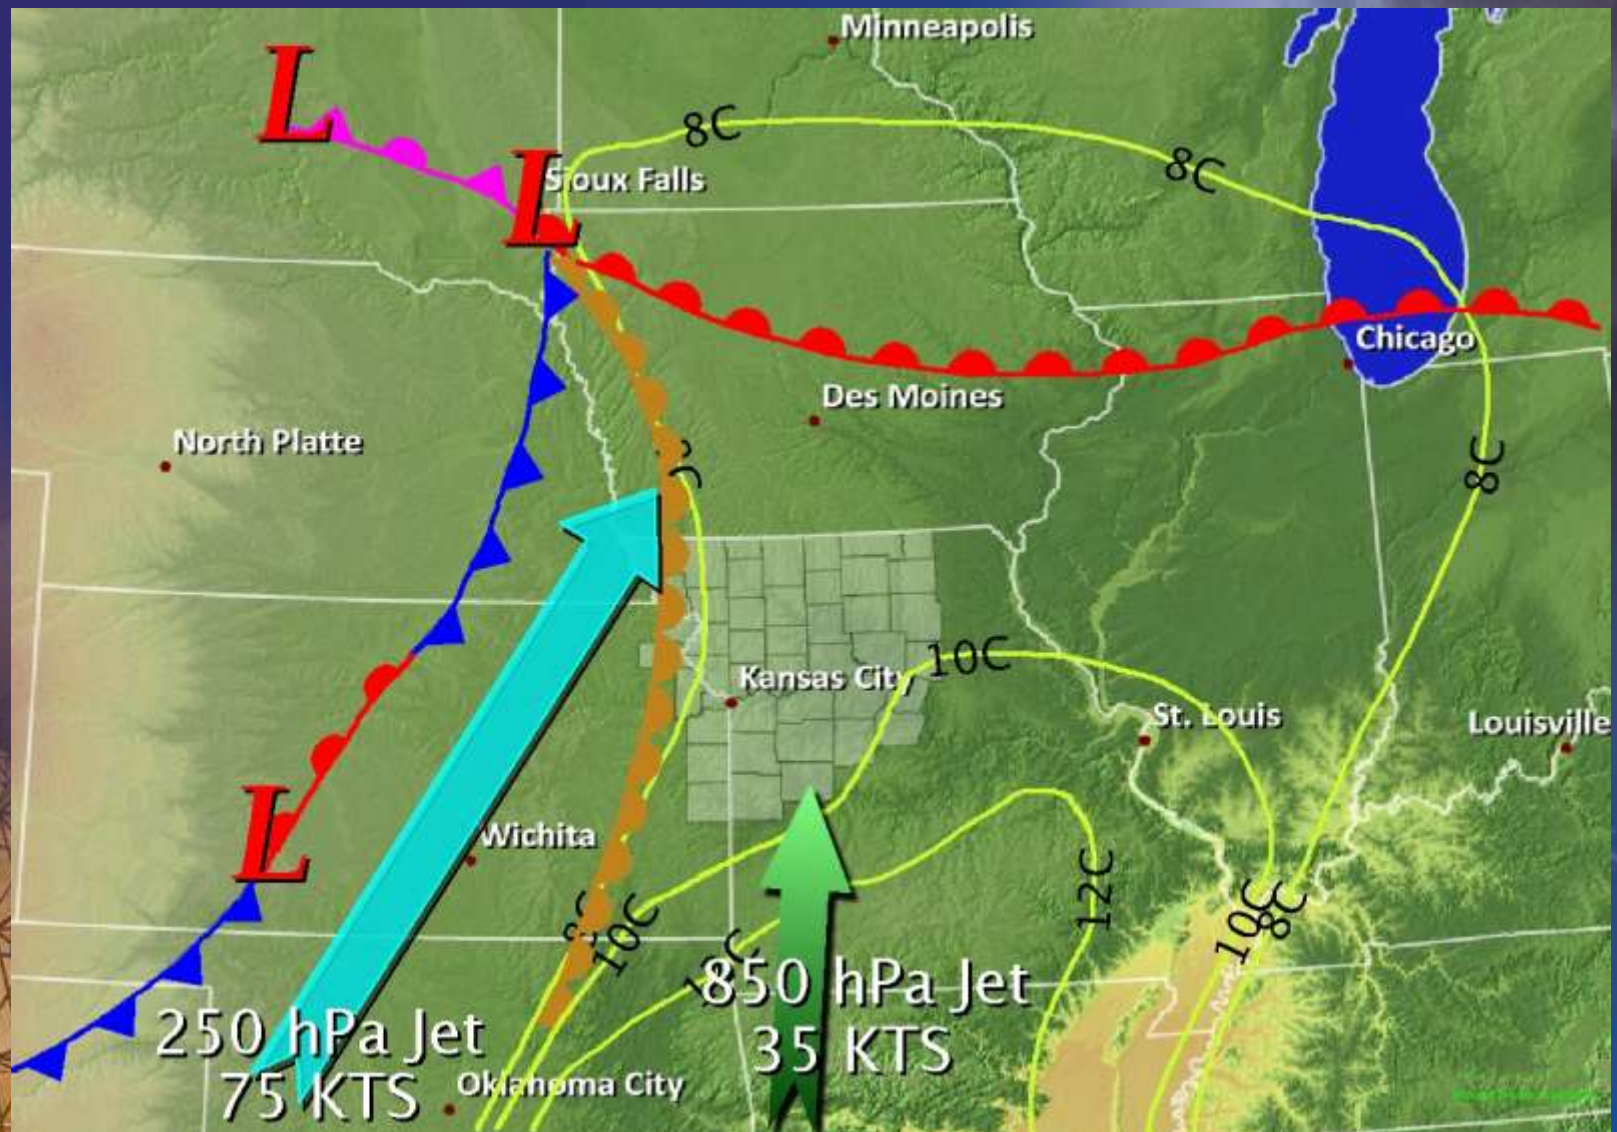 Minneapolis
L
8C
L
Sioux Falls
8C
Chicago
Des Moines
North Platte
8C
10C
Kansas City
St. Louis
Louisville
L
Wichita
12C
8C
10C
10C
8C
850 hPa Jet
35 KTS
250 hPa Jet
75 KTS
Oklahoma City